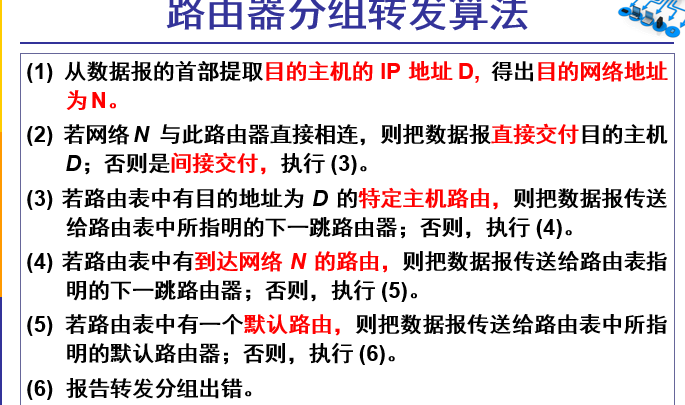 路由器分组转发算法
(1) 从数据报的首部提取目的主机的 IP 地址 D, 得出目的网络地址
为 N。
(2) 若网络 N 与此路由器直接相连，则把数据报直接交付目的主机
D；否则是间接交付，执行 (3)。
(3) 若路由表中有目的地址为 D 的特定主机路由，则把数据报传送
给路由表中所指明的下一跳路由器；否则，执行 (4)。
(4) 若路由表中有到达网络 N 的路由，则把数据报传送给路由表指
明的下一跳路由器；否则，执行 (5)。
(5) 若路由表中有一个默认路由，则把数据报传送给路由表中所指
明的默认路由器；否则，执行 (6)。
(6) 报告转发分组出错。